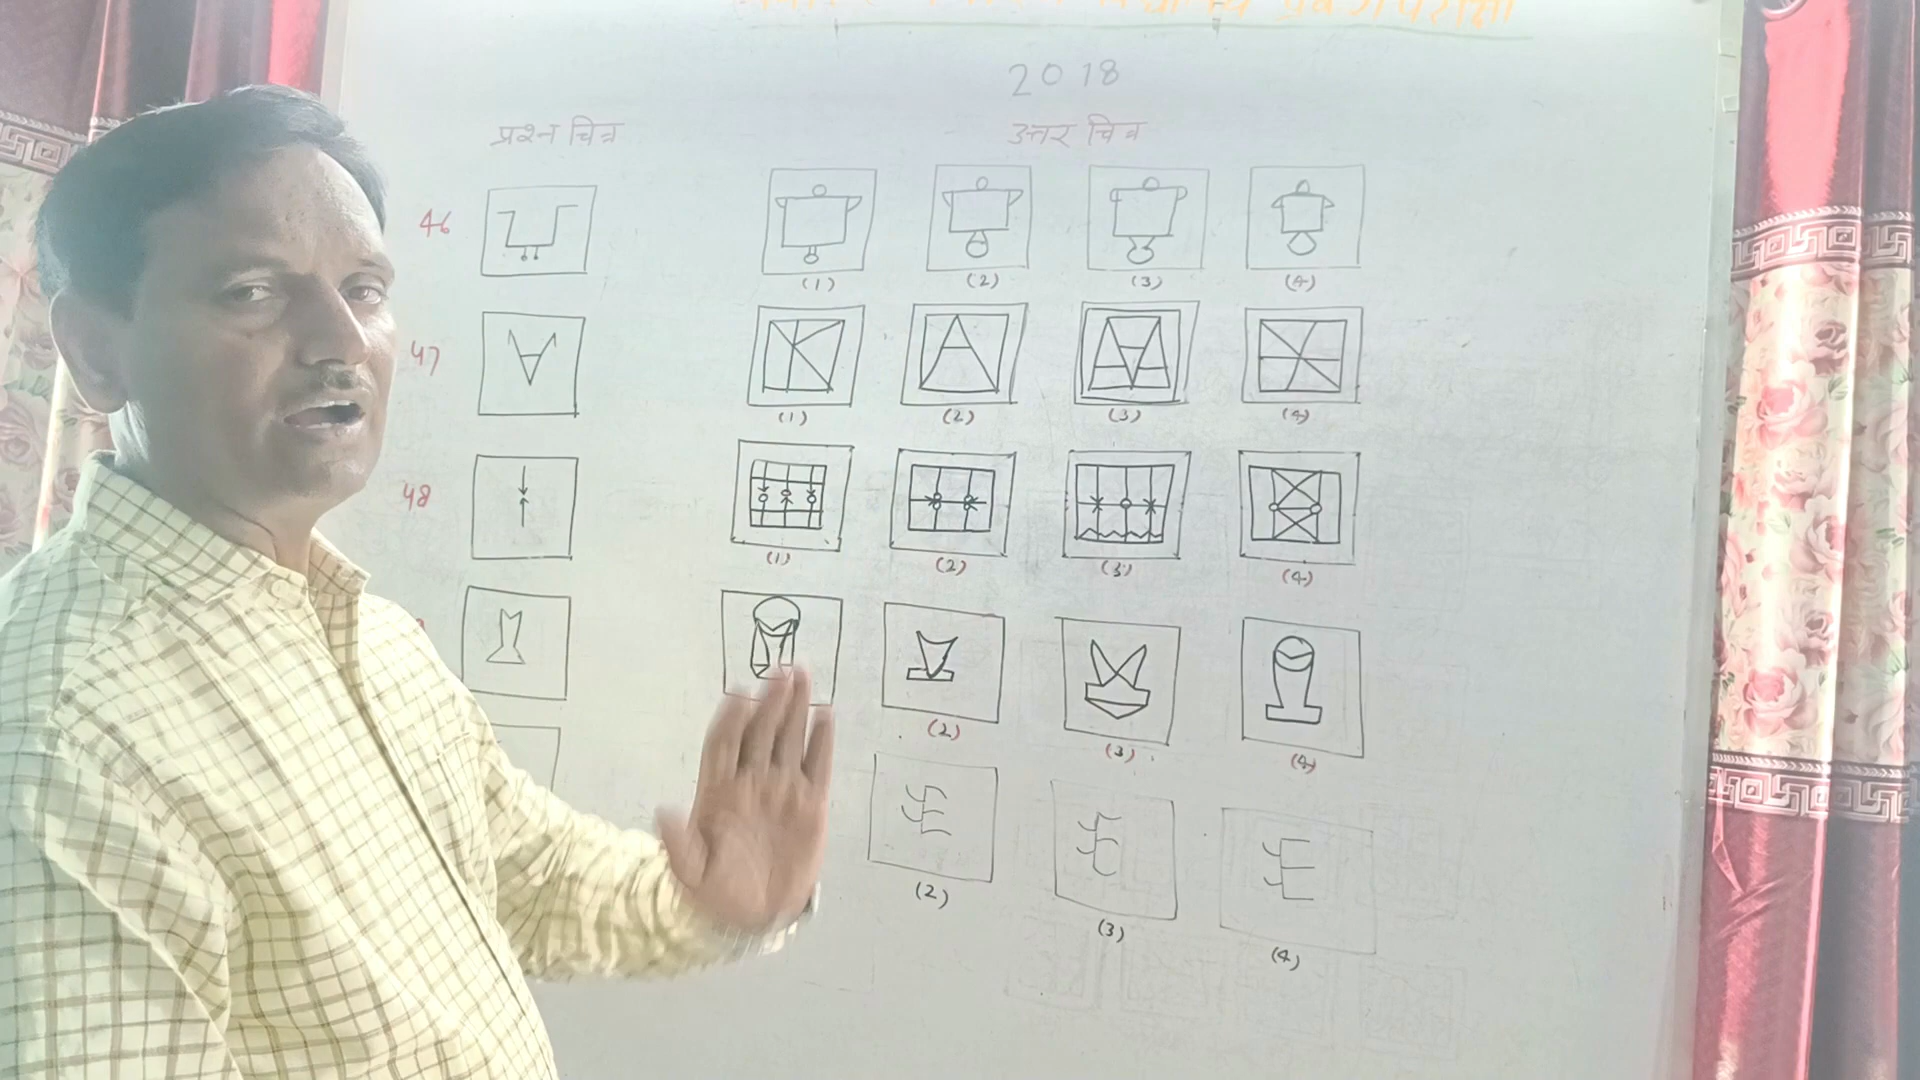 2018
प्रश्न चित्र
उत्तर चित्र
46
(1) (2) (3) (4)
47
(1) (2) (3) (4)
48
(1) (2) (3) (4)
(2) (3) (4)
(2) (3) (4)